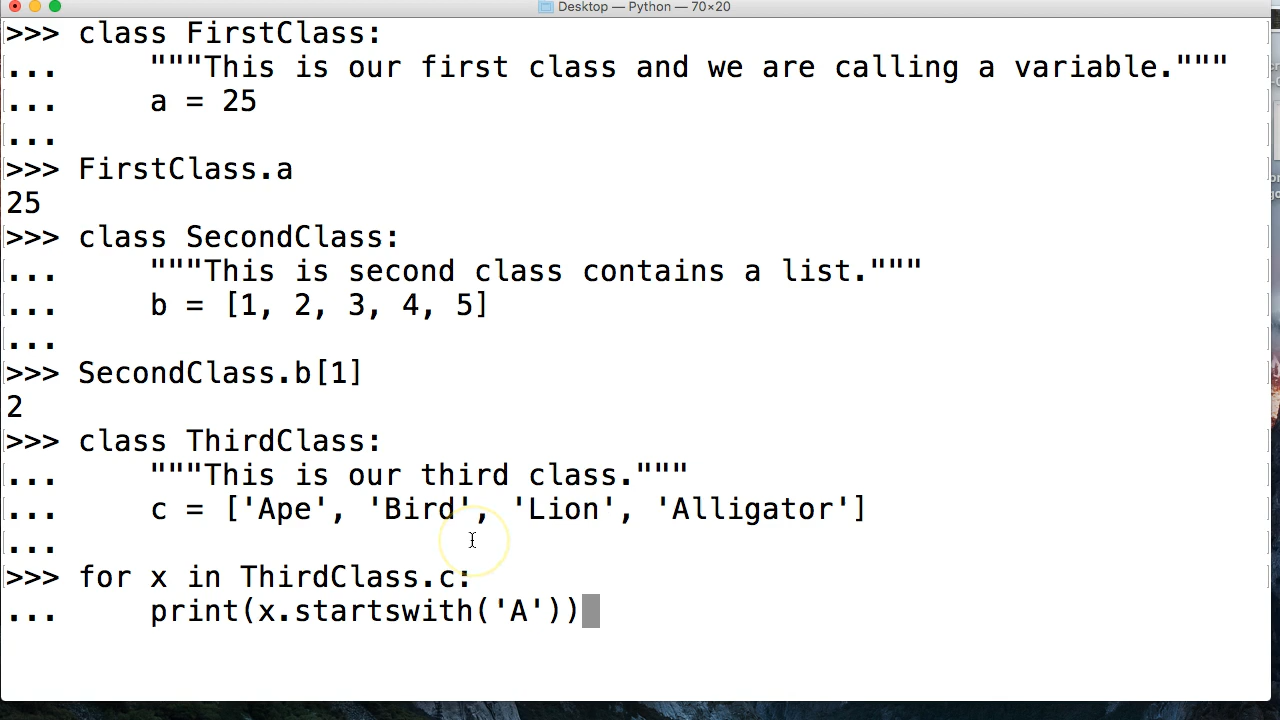 Desktop — Python — 70×20
>>> class FirstClass:
...     """This is our first class and we are calling a variable."""
...     a = 25
...
>>> FirstClass.a
25
>>> class SecondClass:
...     """This is second class contains a list."""
...     b = [1, 2, 3, 4, 5]
...
>>> SecondClass.b[1]
2
>>> class ThirdClass:
...     """This is our third class."""
...     c = ['Ape', 'Bird', 'Lion', 'Alligator']
...
>>> for x in ThirdClass.c:
...     print(x.startswith('A'))